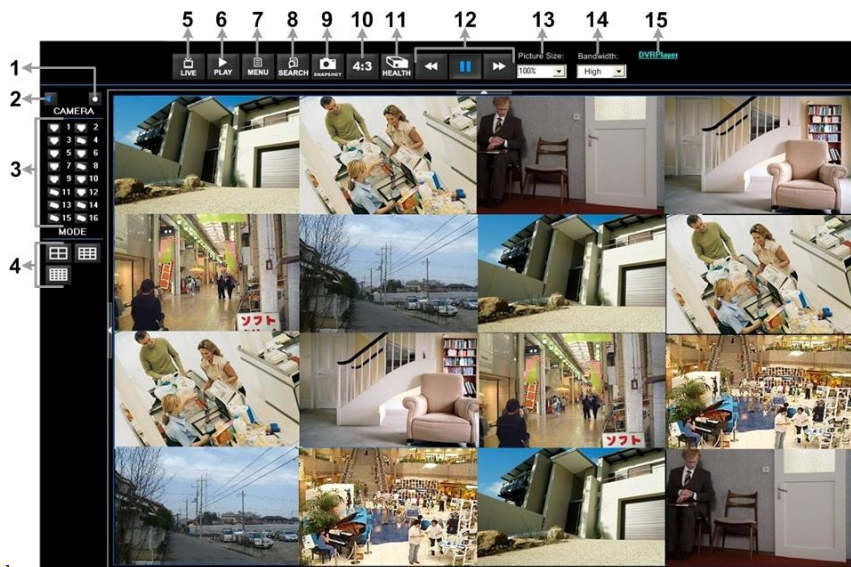 5 6 7 8 9 10 11 12 13 14 15
Picture Size: Bandwidth: DVRPlayer
LIVE PLAY MENU SEARCH SNAPSHOT 4:3 HEALTH 100% High
1
2
CAMERA
1 2
3 4
5 6
7 8
9 10
11 12
13 14
15 16
3
MODE
4
ソフト
ソフト